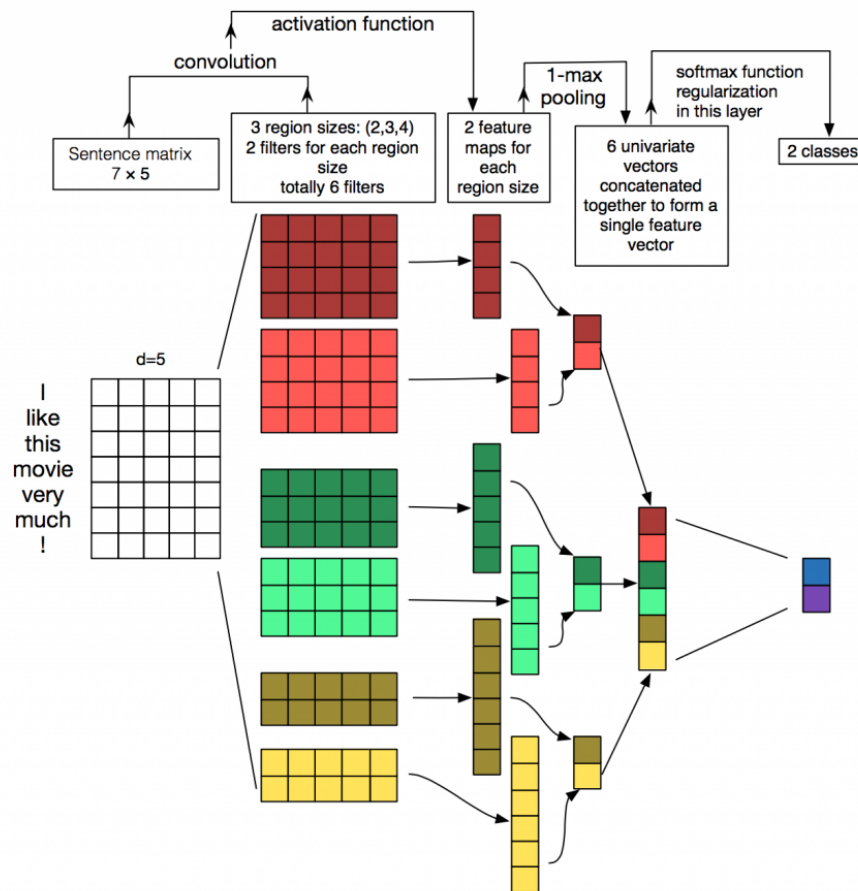 activation function
convolution
1-max
pooling
softmax function
regularization
in this layer
Sentence matrix
7 × 5
3 region sizes: (2,3,4)
2 filters for each region
size
totally 6 filters
2 feature
maps for
each
region size
6 univariate
vectors
concatenated
together to form a
single feature
vector
2 classes
d=5
I
like
this
movie
very
much
!